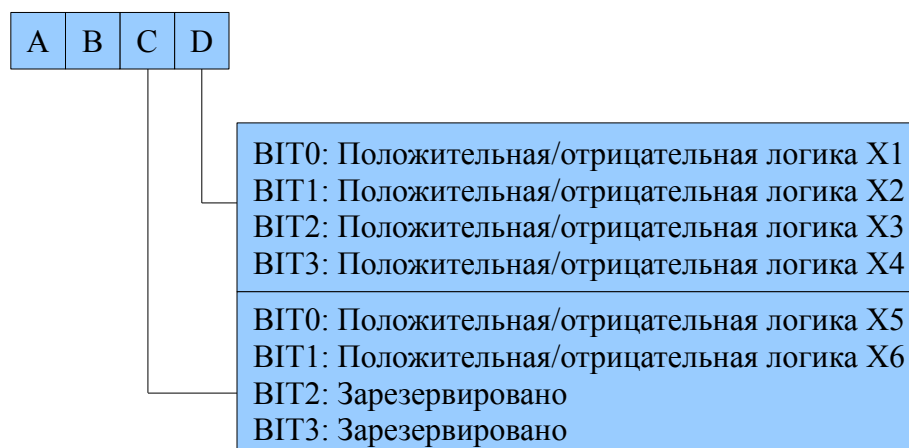 A B C D
BIT0: Положительная/отрицательная логика X1
BIT1: Положительная/отрицательная логика X2
BIT2: Положительная/отрицательная логика X3
BIT3: Положительная/отрицательная логика X4
BIT0: Положительная/отрицательная логика X5
BIT1: Положительная/отрицательная логика X6
BIT2: Зарезервировано
BIT3: Зарезервировано